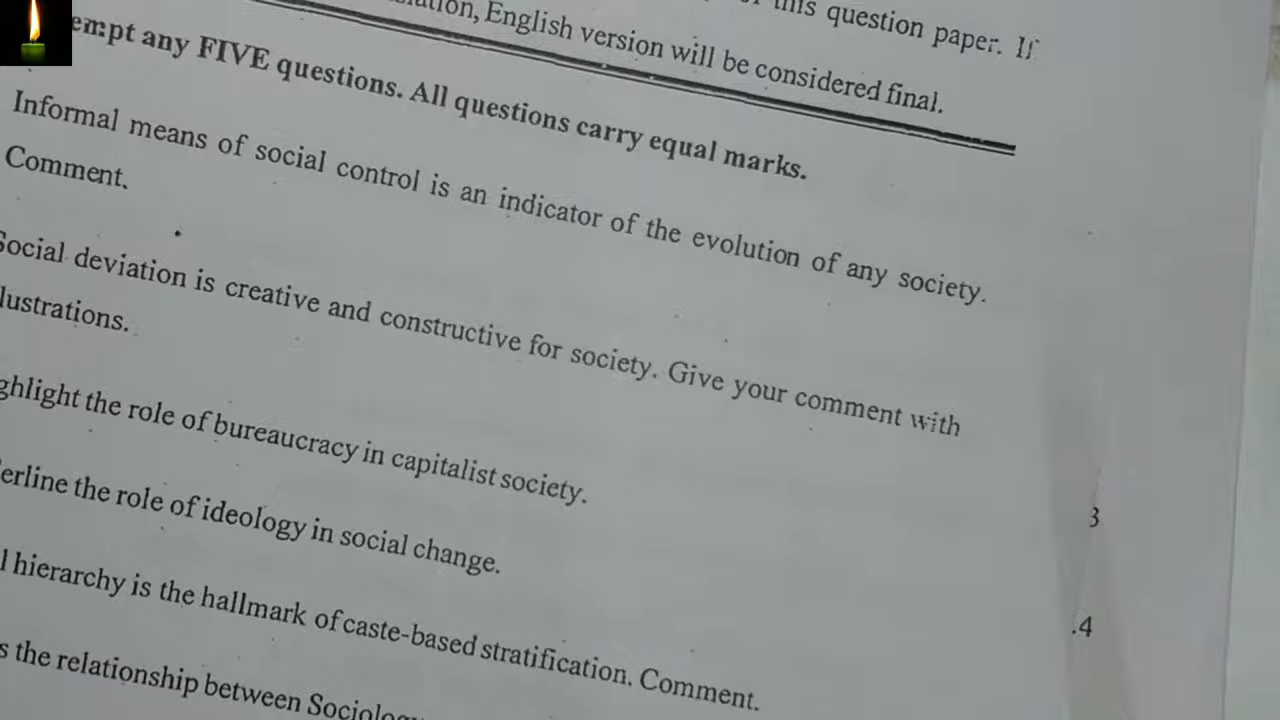 this question paper. If
English version will be considered final.
any FIVE questions. All questions carry equal marks.
Informal means of social control is an indicator of the evolution of any society.
Comment.
Social deviation is creative and constructive for society. Give your comment with
lustrations.
ghlight the role of bureaucracy in capitalist society.
erline the role of ideology in social change.
l hierarchy is the hallmark of caste-based stratification. Comment.
s the relationship between
3
.4